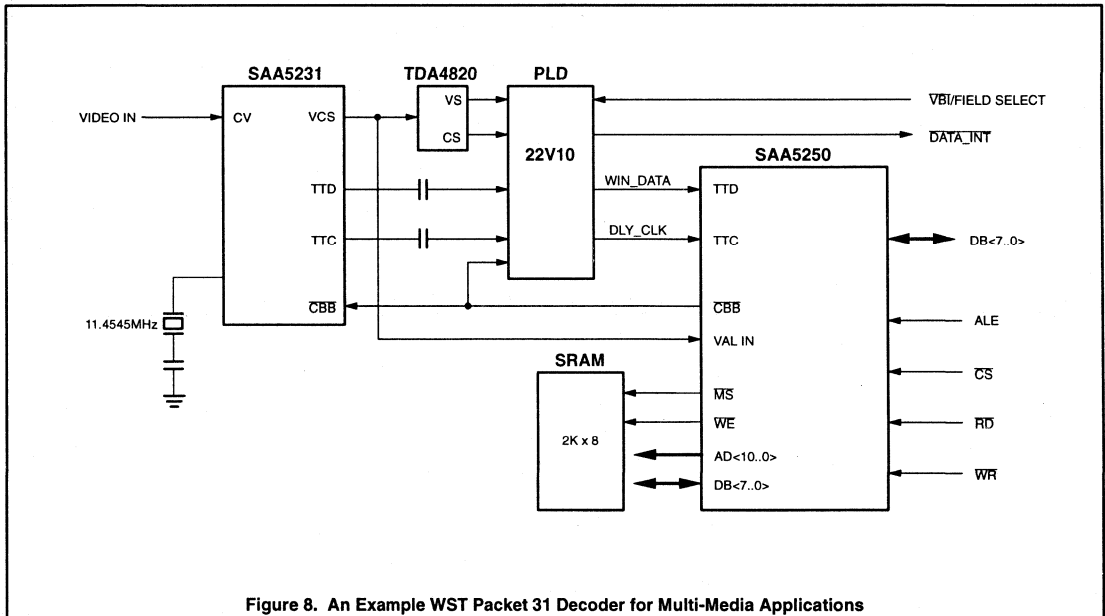 SAA5231
TDA4820
PLD
VIDEO IN
CV
VCS
VS
CS
22V10
VBI/FIELD SELECT
DATA_INT
SAA5250
TTD
WIN_DATA
TTD
TTC
DLY_CLK
TTC
DB<7..0>
CBB
CBB
11.4545MHz
VAL IN
ALE
SRAM
MS
CS
WE
2K x 8
AD<10..0>
RD
DB<7..0>
WR
Figure 8. An Example WST Packet 31 Decoder for Multi-Media Applications